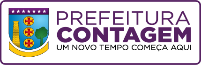 PREFEITURA
CONTAGEM
UM NOVO TEMPO COMEÇA AQUI